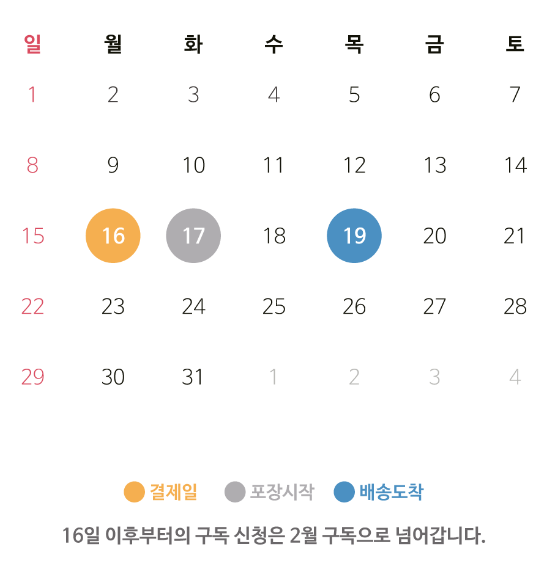 일 월 화 수 목 금 토
1 2 3 4 5 6 7
8 9 10 11 12 13 14
15 16 17 18 19 20 21
22 23 24 25 26 27 28
29 30 31 1 2 3 4
결제일 포장시작 배송도착
16일 이후부터의 구독 신청은 2월 구독으로 넘어갑니다.